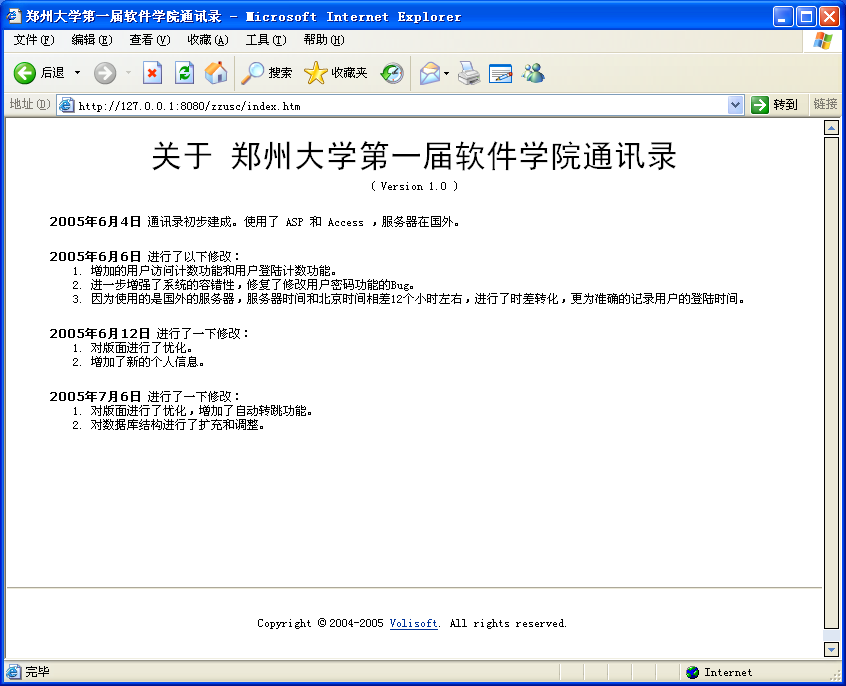 郑州大学第一届软件学院通讯录 - Microsoft Internet Explorer
文件(F) 编辑(E) 查看(V) 收藏(A) 工具(T) 帮助(H)
后退 搜索 收藏夹
地址(D) http://127.0.0.1:8080/zzusc/index.htm 转到 链接
关于 郑州大学第一届软件学院通讯录
( Version 1.0 )
2005年6月4日 通讯录初步建成。使用了 ASP 和 Access ，服务器在国外。
2005年6月6日 进行了以下修改：
1. 增加的用户访问计数功能和用户登陆计数功能。
2. 进一步增强了系统的容错性，修复了修改用户密码功能的Bug。
3. 因为使用的是国外的服务器，服务器时间和北京时间相差12个小时左右，进行了时差转化，更为准确的记录用户的登陆时间。
2005年6月12日 进行了一下修改：
1. 对版面进行了优化。
2. 增加了新的个人信息。
2005年7月6日 进行了一下修改：
1. 对版面进行了优化，增加了自动转跳功能。
2. 对数据库结构进行了扩充和调整。
Copyright ©2004-2005 Volisoft. All rights reserved.
完毕 Internet